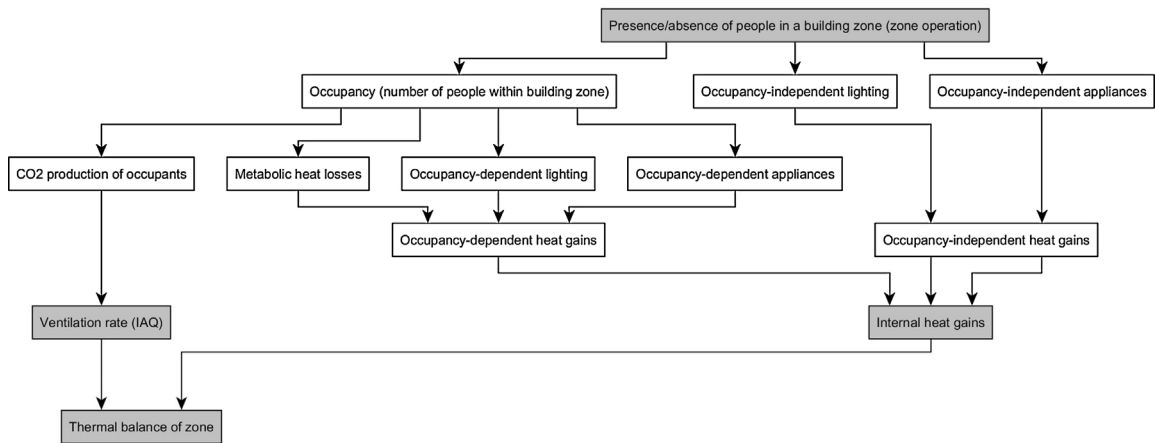 Presence/absence of people in a building zone (zone operation)
Occupancy (number of people within building zone)
Occupancy-independent lighting
Occupancy-independent appliances
CO2 production of occupants
Metabolic heat losses
Occupancy-dependent lighting
Occupancy-dependent appliances
Occupancy-dependent heat gains
Occupancy-independent heat gains
Ventilation rate (IAQ)
Internal heat gains
Thermal balance of zone